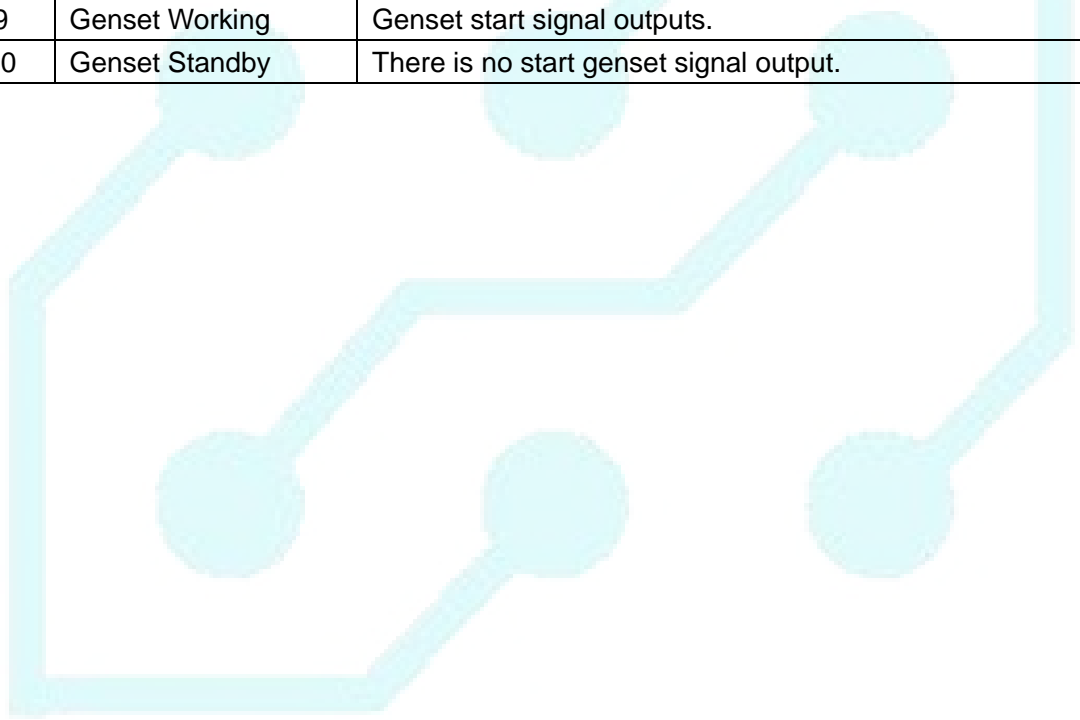 9 Genset Working Genset start signal outputs.
0 Genset Standby There is no start genset signal output.